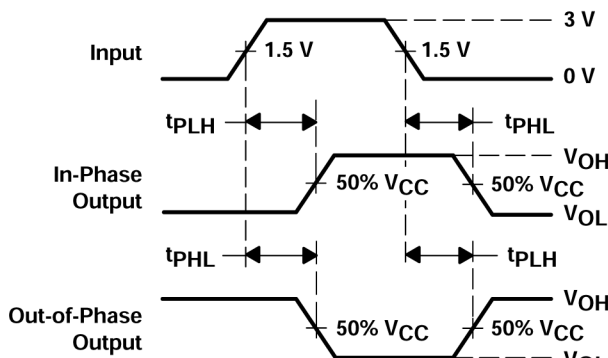 3 V
Input
1.5 V
1.5 V
0 V
tPLH
tPHL
VOH
In-Phase
Output
50% VCC
50% VCC
VOL
tPHL
tPLH
VOH
Out-of-Phase
Output
50% VCC
50% VCC